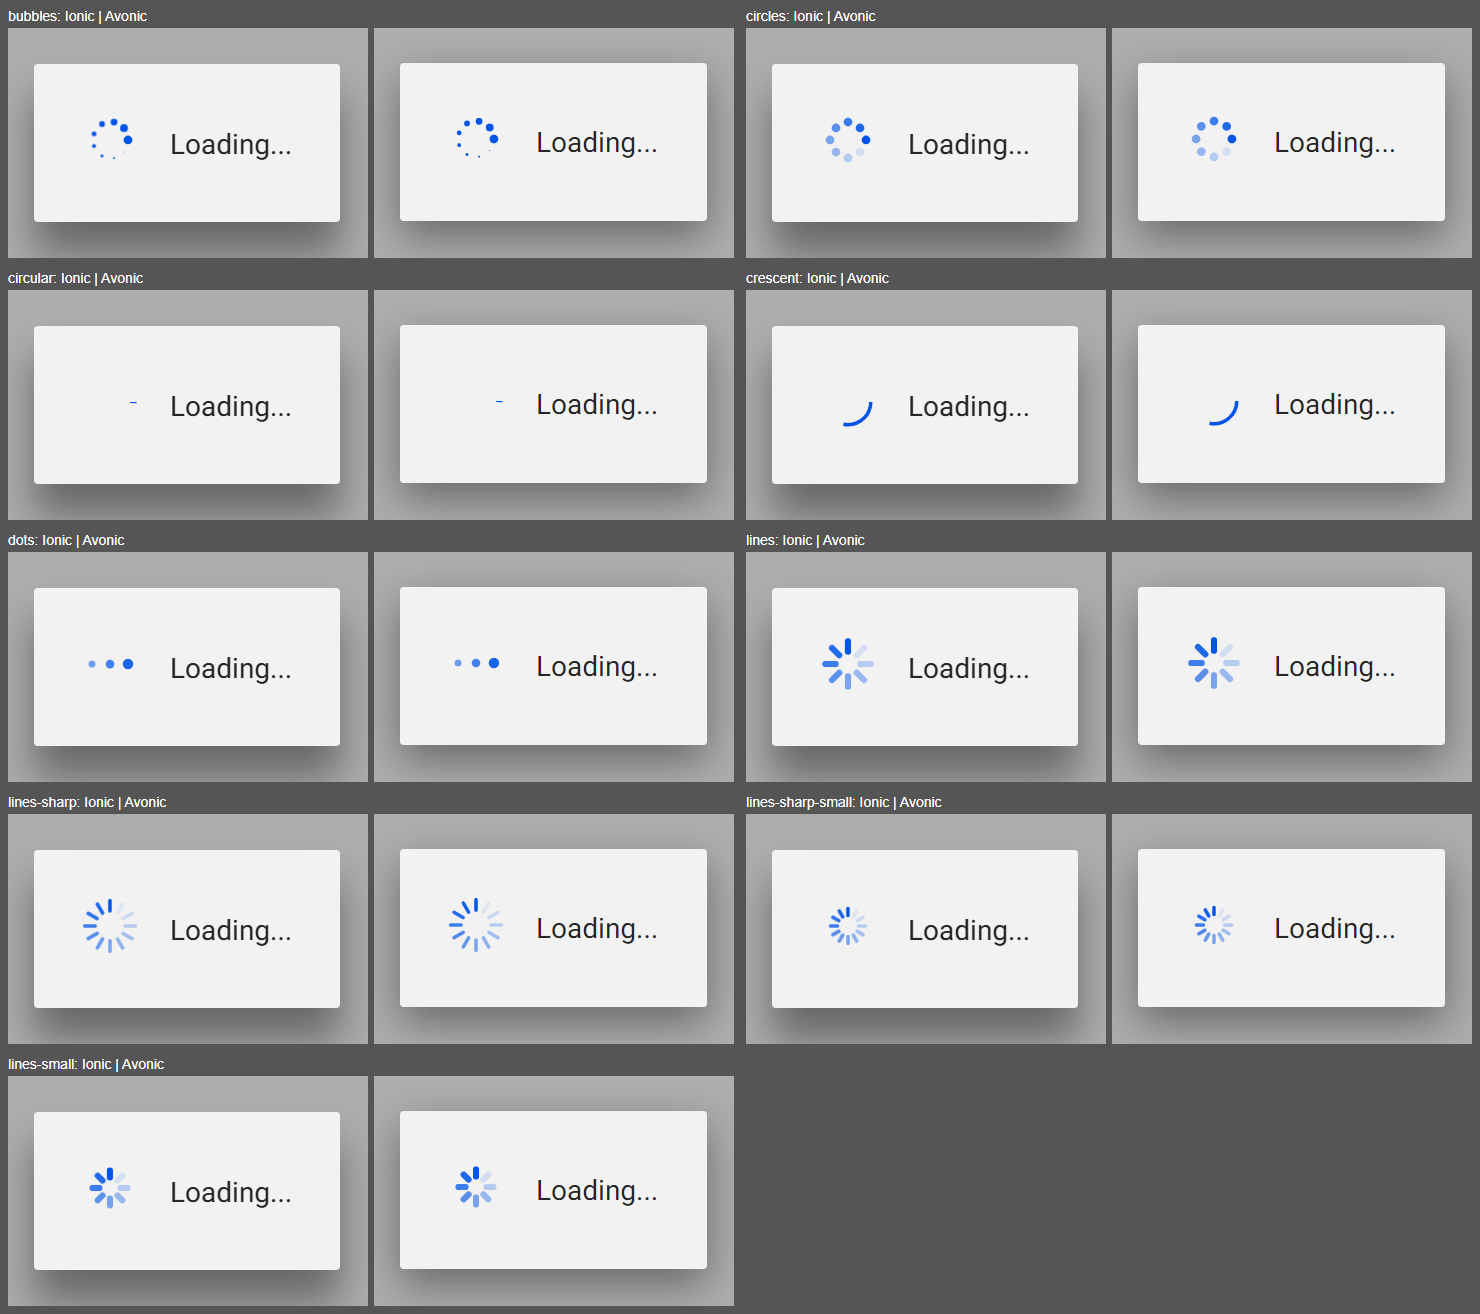 bubbles: Ionic | Avonic
circles: Ionic | Avonic
Loading...
Loading...
Loading...
Loading...
circular: Ionic | Avonic
crescent: Ionic | Avonic
Loading...
Loading...
Loading...
Loading...
dots: Ionic | Avonic
lines: Ionic | Avonic
Loading...
Loading...
Loading...
Loading...
lines-sharp: Ionic | Avonic
lines-sharp-small: Ionic | Avonic
Loading...
Loading...
Loading...
Loading...
lines-small: Ionic | Avonic
Loading...
Loading...